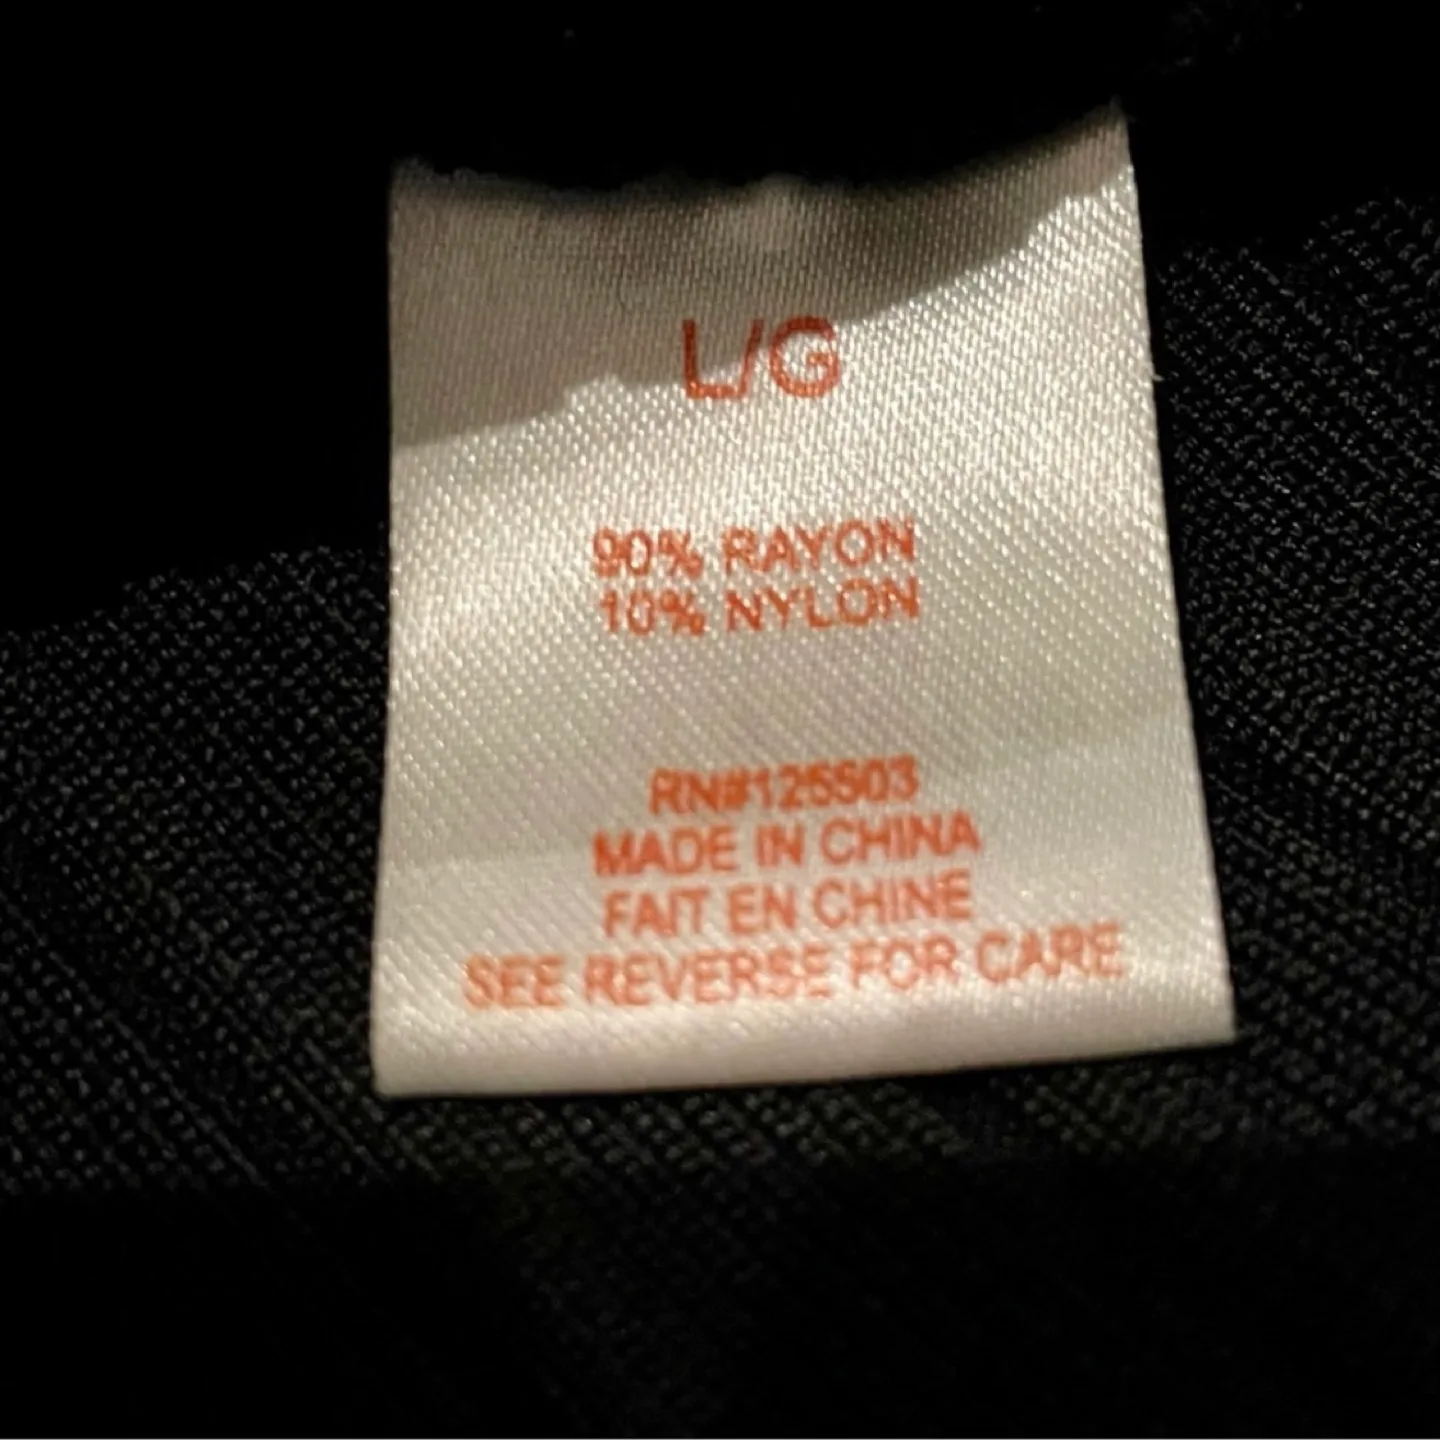 L/G
90% RAYON
10% NYLON
RN#125503
MADE IN CHINA
FAIT EN CHINE
SEE REVERSE FOR CARE